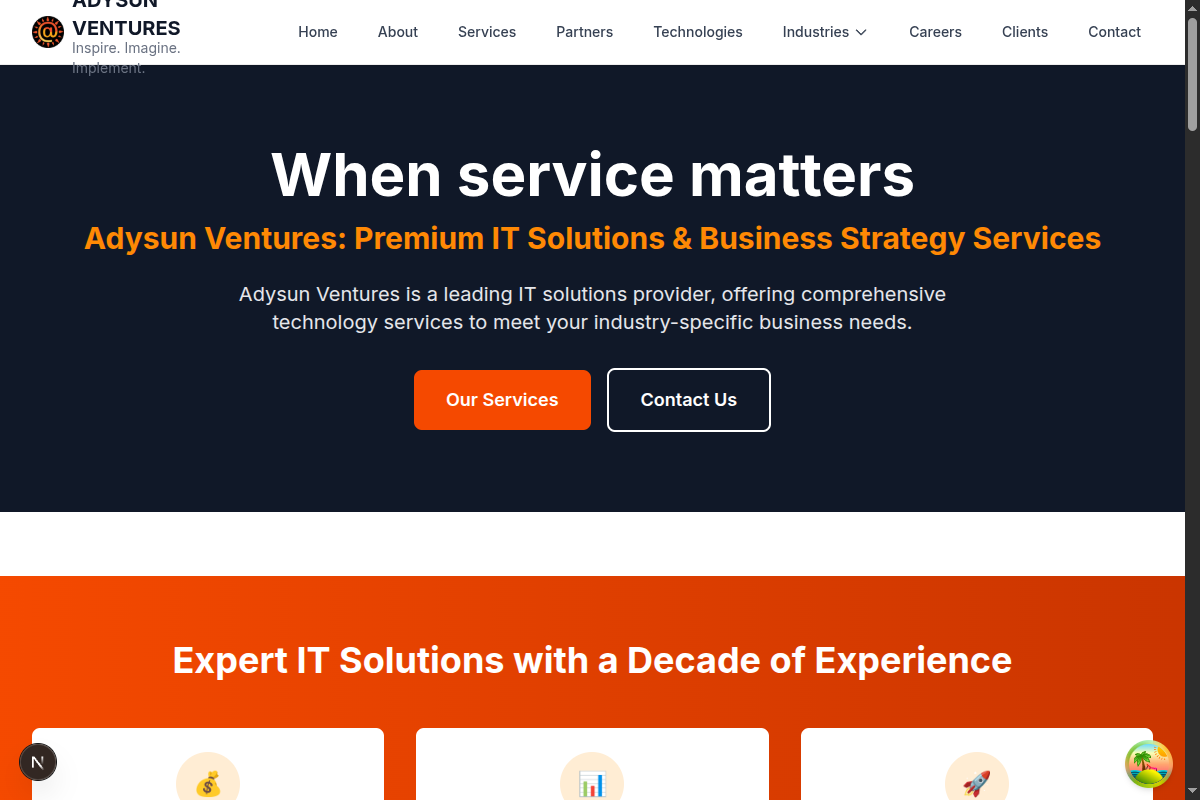 ADYSUN
VENTURES
Inspire. Imagine.
Implement.
Home
About
Services
Partners
Technologies
Industries
Careers
Clients
Contact
When service matters
Adysun Ventures: Premium IT Solutions & Business Strategy Services
Adysun Ventures is a leading IT solutions provider, offering comprehensive
technology services to meet your industry-specific business needs.
Our Services
Contact Us
Expert IT Solutions with a Decade of Experience
N